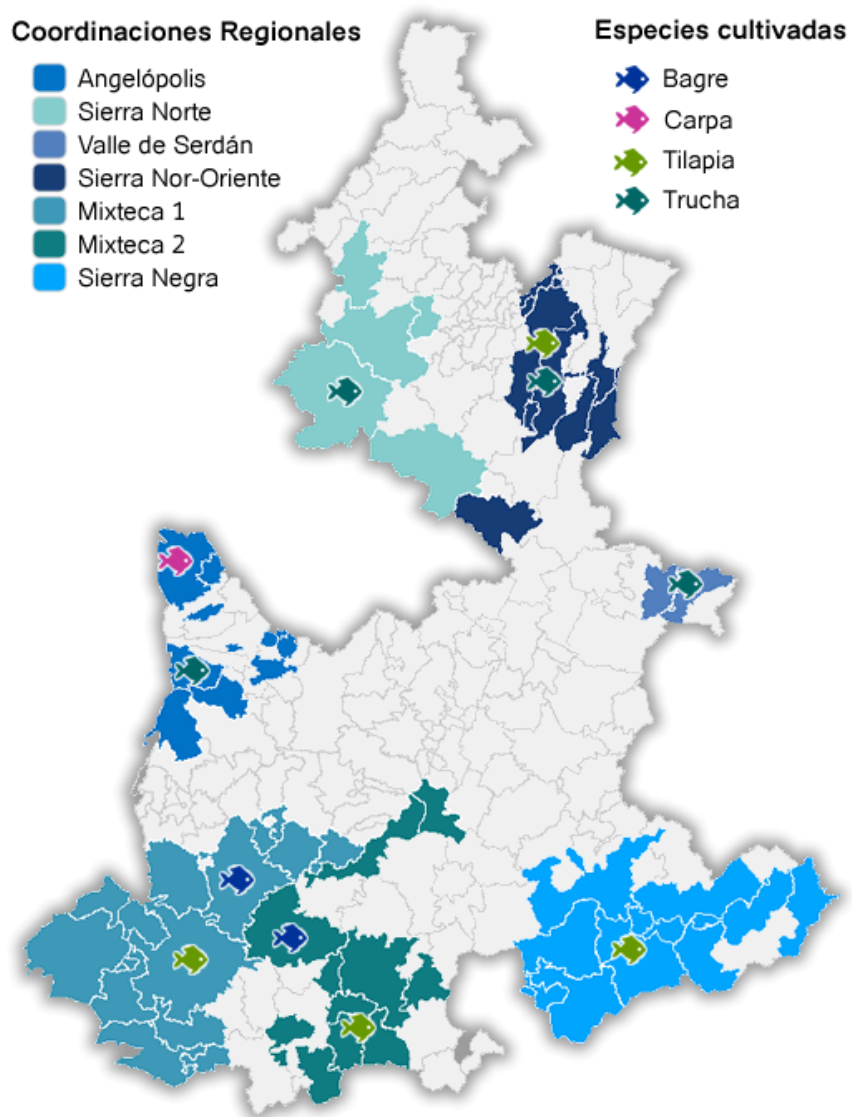 Coordinaciones Regionales
Angelópolis
Sierra Norte
Valle de Serdán
Sierra Nor-Oriente
Mixteca 1
Mixteca 2
Sierra Negra
Especies cultivadas
Bagre
Carpa
Tilapia
Trucha